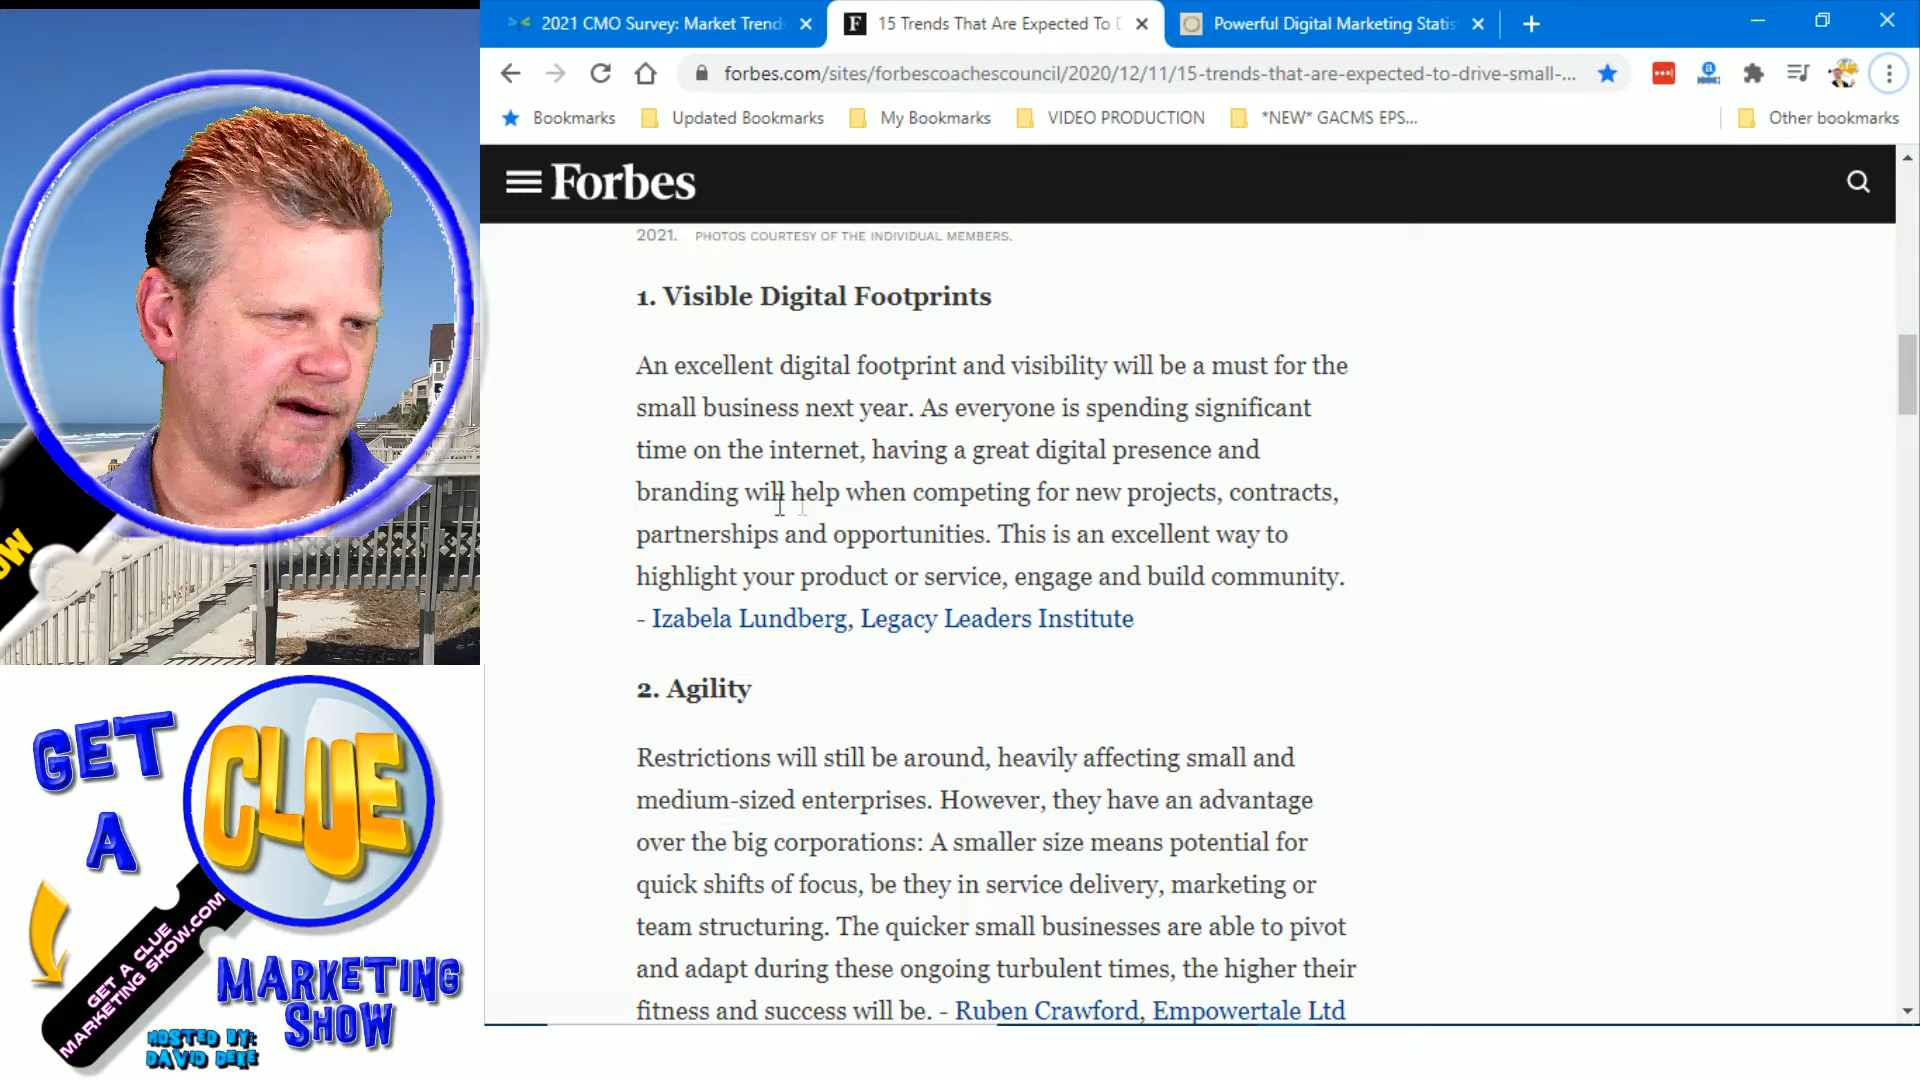 2021 CMO Survey: Market Trend
15 Trends That Are Expected To D
Powerful Digital Marketing Statis
forbes.com/sites/forbescoachescouncil/2020/12/11/15-trends-that-are-expected-to-drive-small-...
Bookmarks
Updated Bookmarks
My Bookmarks
VIDEO PRODUCTION
*NEW* GACMS EPS...
Other bookmarks
Forbes
2021. PHOTOS COURTESY OF THE INDIVIDUAL MEMBERS.
1. Visible Digital Footprints
An excellent digital footprint and visibility will be a must for the
small business next year. As everyone is spending significant
time on the internet, having a great digital presence and
branding will help when competing for new projects, contracts,
partnerships and opportunities. This is an excellent way to
highlight your product or service, engage and build community.
- Izabela Lundberg, Legacy Leaders Institute
2. Agility
Restrictions will still be around, heavily affecting small and
medium-sized enterprises. However, they have an advantage
over the big corporations: A smaller size means potential for
quick shifts of focus, be they in service delivery, marketing or
team structuring. The quicker small businesses are able to pivot
and adapt during these ongoing turbulent times, the higher their
fitness and success will be. - Ruben Crawford, Empowertale Ltd
OW
GET
A
CLUE
MARKETING
SHOW
GET A CLUE
MARKETING SHOW.COM
HOSTED BY:
DAVID DEKE